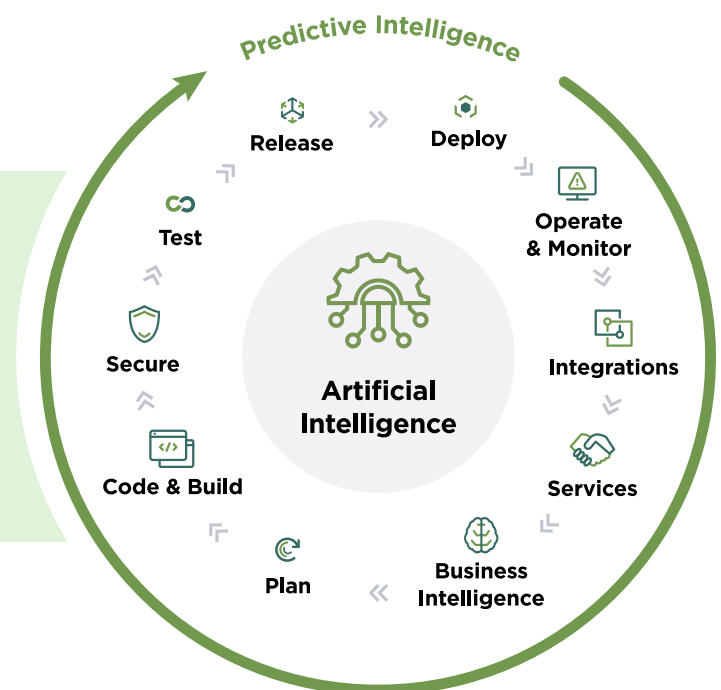 Predictive Intelligence
Release
Deploy
Test
Operate
& Monitor
Secure
Integrations
Artificial
Intelligence
</>
Code & Build
Services
Plan
Business
Intelligence